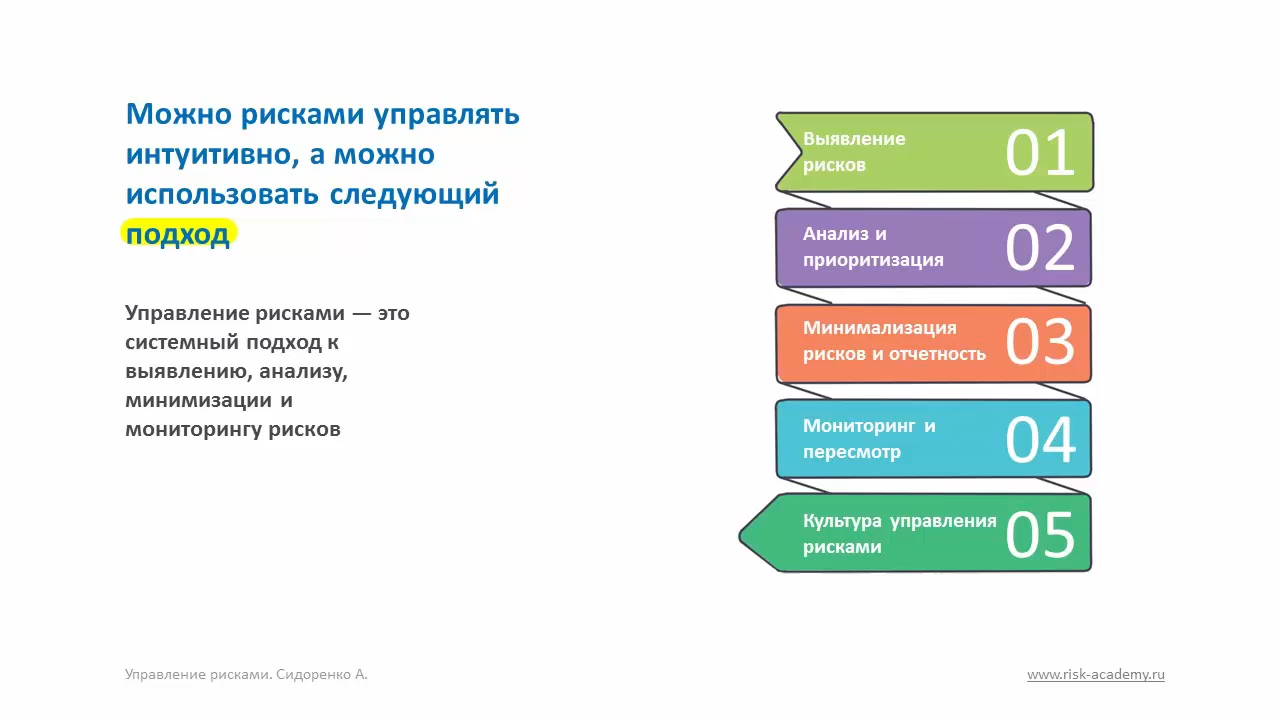 Можно рисками управлять
интуитивно, а можно
использовать следующий
подход
Управление рисками — это
системный подход к
выявлению, анализу,
минимизации и
мониторингу рисков
Выявление
рисков
01
Анализ и
приоритизация
02
Минимализация
рисков и отчетность
03
Мониторинг и
пересмотр
04
Культура управления
рисками
05
Управление рисками. Сидоренко А.
www.risk-academy.ru